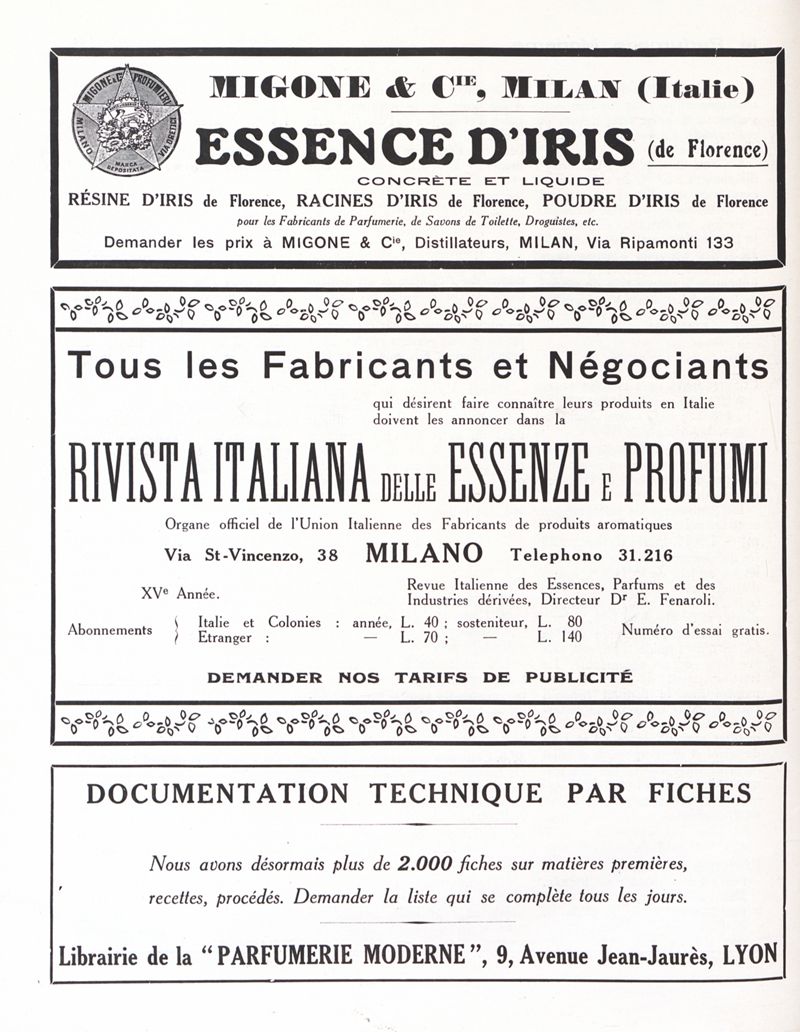 MIGONE & C. PROFUMIERI
MILANO
VIA OREFICI
MARCA
DEPOSITATA
MIGONE & CIE, MILAN (Italie)
ESSENCE D'IRIS (de Florence)
CONCRÈTE ET LIQUIDE
RÉSINE D'IRIS de Florence, RACINES D'IRIS de Florence, POUDRE D'IRIS de Florence
pour les Fabricants de Parfumerie, de Savons de Toilette, Droguistes, etc.
Demander les prix à MIGONE & Cie, Distillateurs, MILAN, Via Ripamonti 133
Tous les Fabricants et Négociants
qui désirent faire connaître leurs produits en Italie
doivent les annoncer dans la
RIVISTA ITALIANA DELLE ESSENZE E PROFUMI
Organe officiel de l'Union Italienne des Fabricants de produits aromatiques
Via St-Vincenzo, 38 MILANO Telephono 31.216
XVe Année.
Revue Italienne des Essences, Parfums et des
Industries dérivées, Directeur Dr E. Fenaroli.
Abonnements
Italie et Colonies : année, L. 40 ; sosteniteur, L. 80
Etranger : — L. 70 ; — L. 140
Numéro d'essai gratis.
DEMANDER NOS TARIFS DE PUBLICITÉ
DOCUMENTATION TECHNIQUE PAR FICHES
Nous avons désormais plus de 2.000 fiches sur matières premières,
recettes, procédés. Demander la liste qui se complète tous les jours.
Librairie de la "PARFUMERIE MODERNE", 9, Avenue Jean-Jaurès, LYON